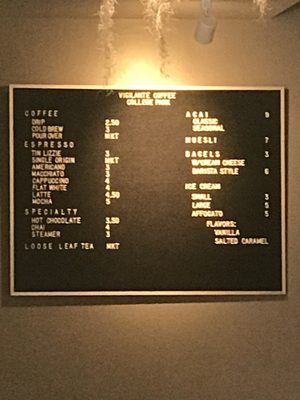 VIGILANTE COFFEE
COLLEGE PARK
COFFEE
DRIP 2.50
COLD BREW 3
POUR OVER MKT
ESPRESSO
TIN LIZZIE 3
SINGLE ORIGIN MKT
AMERICANO 3
MACCHIATO 3
CAPPUCCINO 4
FLAT WHITE 4
LATTE 4.50
MOCHA 5
SPECIALTY
HOT CHOCOLATE 3.50
CHAI 4
STEAMER 3
LOOSE LEAF TEA MKT
ACAI 9
CLASSIC
SEASONAL
MUESLI 7
BAGELS 3
W/CREAM CHEESE
BARISTA STYLE 6
ICE CREAM
SMALL 3
LARGE 5
AFFOGATO 5
FLAVORS:
VANILLA
SALTED CARAMEL